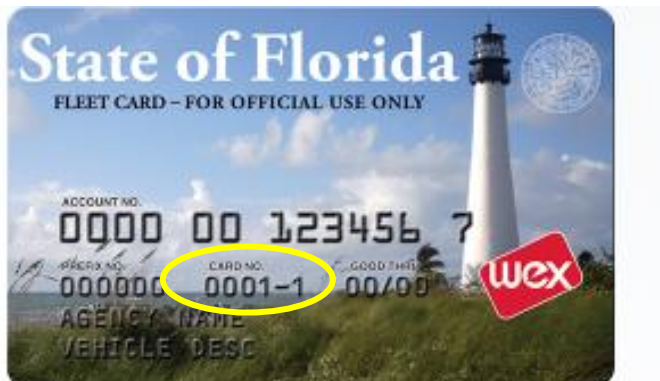 State of Florida
FLEET CARD – FOR OFFICIAL USE ONLY
ACCOUNT NO.
0000 00 123456 7
PREFIX NO. CARD NO. GOOD THRU
000000 0001-1 00/00
wex
AGENCY NAME
VEHICLE DESC